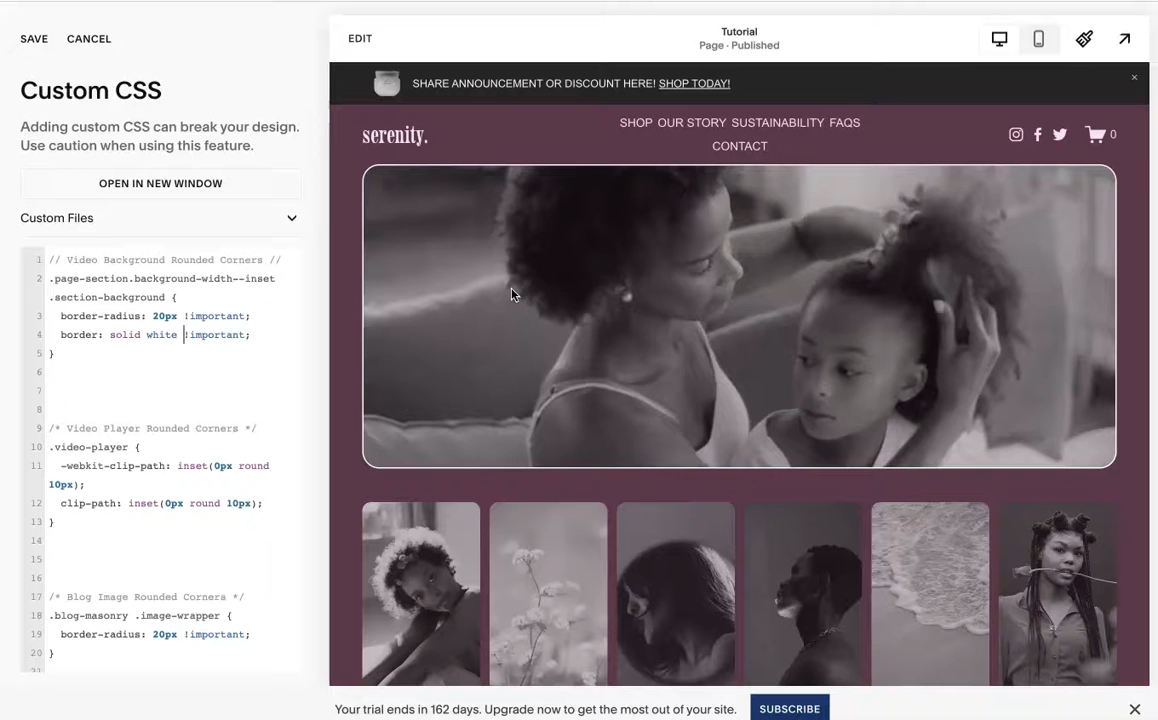 SAVE CANCEL
Custom CSS
Adding custom CSS can break your design.
Use caution when using this feature.
OPEN IN NEW WINDOW
Custom Files
1 // Video Background Rounded Corners //
2 .page-section.background-width--inset
.section-background {
3 border-radius: 20px !important;
4 border: solid white !important;
5 }
6
7
8
9 /* Video Player Rounded Corners */
10 .video-player {
11 -webkit-clip-path: inset(0px round
10px);
12 clip-path: inset(0px round 10px);
13 }
14
15
16
17 /* Blog Image Rounded Corners */
18 .blog-masonry .image-wrapper {
19 border-radius: 20px !important;
20 }
21
EDIT
Tutorial
Page · Published
SHARE ANNOUNCEMENT OR DISCOUNT HERE! SHOP TODAY!
serenity.
SHOP OUR STORY SUSTAINABILITY FAQS
CONTACT
0
Your trial ends in 162 days. Upgrade now to get the most out of your site.
SUBSCRIBE